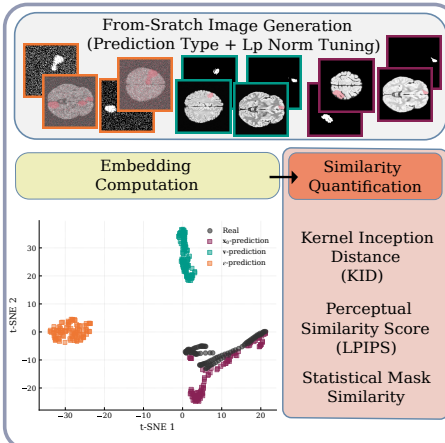 From-Sratch Image Generation
(Prediction Type + Lp Norm Tuning)
Embedding
Computation
Similarity
Quantification
Real
x₀-prediction
v-prediction
ϵ-prediction
t-SNE 2
30
20
10
0
−10
−20
−30
−20
−10
0
10
20
t-SNE 1
Kernel Inception
Distance
(KID)
Perceptual
Similarity Score
(LPIPS)
Statistical Mask
Similarity